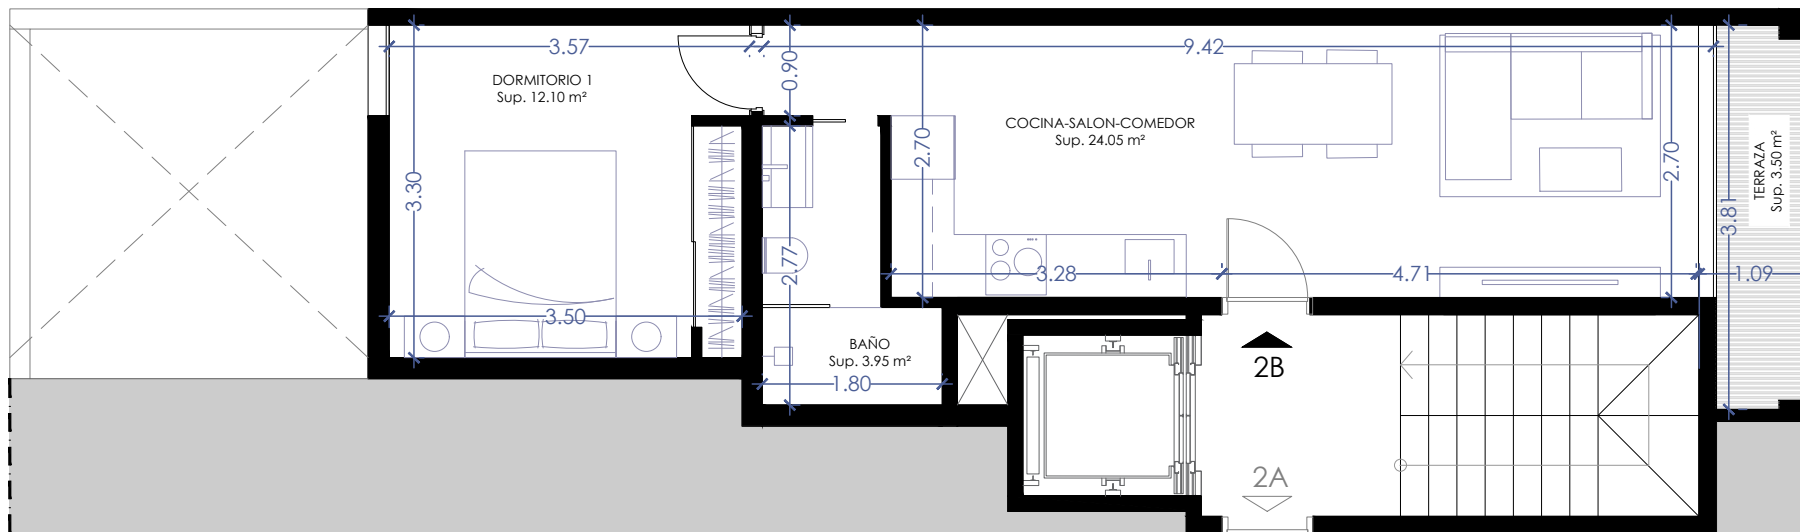 3.57
9.42
DORMITORIO 1
Sup. 12.10 m²
0.90
COCINA-SALON-COMEDOR
Sup. 24.05 m²
2.70
2.70
TERRAZA
Sup. 3.50 m²
3.30
3.81
2.77
3.28
4.71
1.09
3.50
BAÑO
Sup. 3.95 m²
1.80
2B
2A